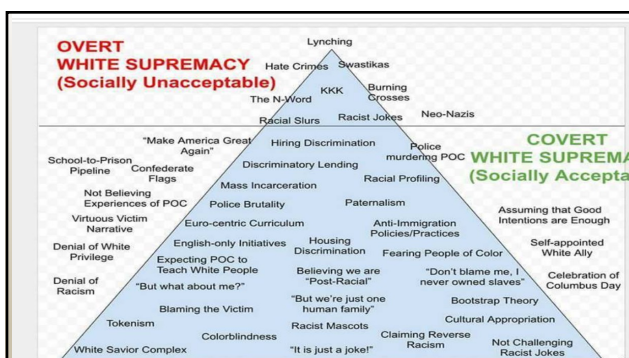 Lynching
OVERT
WHITE SUPREMACY
(Socially Unacceptable)
Hate Crimes
Swastikas
KKK
Burning
Crosses
The N-Word
Racial Slurs
Racist Jokes
Neo-Nazis
"Make America Great
Again"
Hiring Discrimination
Police
murdering POC
COVERT
WHITE SUPREMA
(Socially Accepta
School-to-Prison
Pipeline
Confederate
Flags
Discriminatory Lending
Mass Incarceration
Racial Profiling
Not Believing
Experiences of POC
Police Brutality
Paternalism
Virtuous Victim
Narrative
Euro-centric Curriculum
Anti-Immigration
Policies/Practices
Assuming that Good
Intentions are Enough
Denial of White
Privilege
English-only Initiatives
Housing
Discrimination
Fearing People of Color
Self-appointed
White Ally
Denial of
Racism
Expecting POC to
Teach White People
Believing we are
"Post-Racial"
"Don't blame me, I
never owned slaves"
Celebration of
Columbus Day
"But what about me?"
"But we're just one
human family"
Bootstrap Theory
Blaming the Victim
Tokenism
Racist Mascots
Cultural Appropriation
Colorblindness
Claiming Reverse
Racism
White Savior Complex
"It is just a joke!"
Not Challenging
Racist Jokes